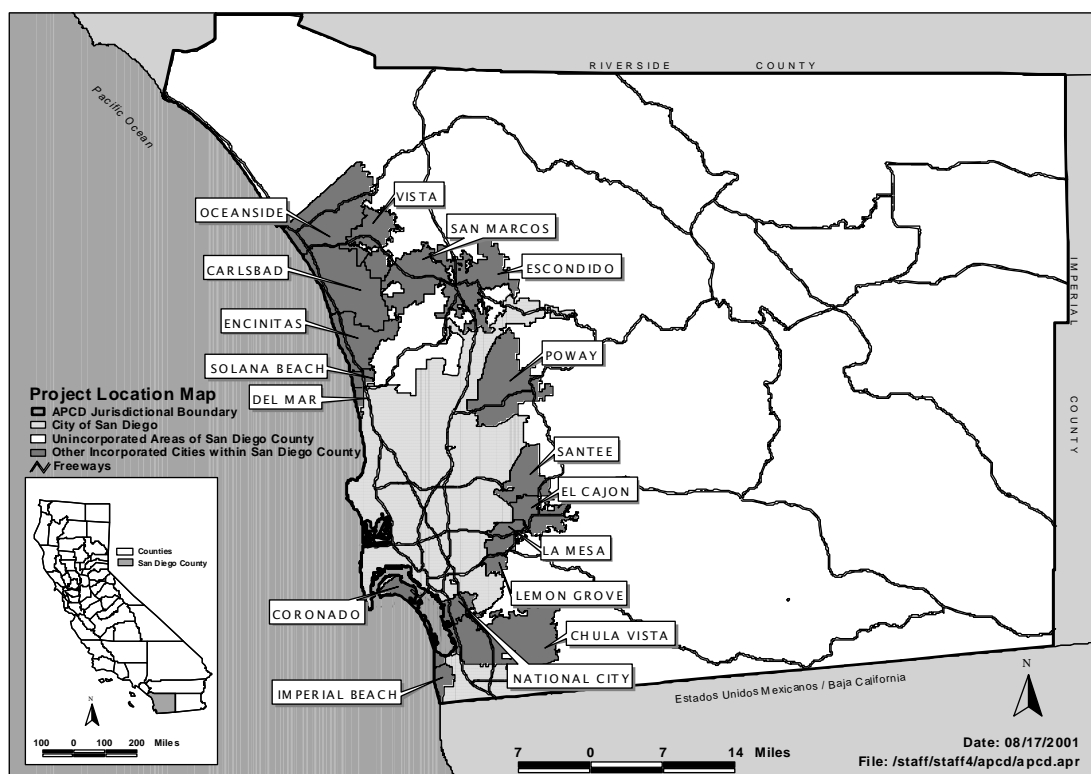 RIVERSIDE COUNTY
Pacific Ocean
VISTA
OCEANSIDE
SAN MARCOS
CARLSBAD
ESCONDIDO
IMPERIAL COUNTY
ENCINITAS
POWAY
SOLANA BEACH
DEL MAR
Project Location Map
APCD Jurisdictional Boundary
City of San Diego
Unincorporated Areas of San Diego County
Other Incorporated Cities within San Diego County
Freeways
SANTEE
EL CAJON
LA MESA
LEMON GROVE
CORONADO
CHULA VISTA
NATIONAL CITY
IMPERIAL BEACH
Estados Unidos Mexicanos / Baja California
Counties
San Diego County
N
100 0 100 200 Miles
N
7 0 7 14 Miles
Date: 08/17/2001
File: /staff/staff4/apcd/apcd.apr